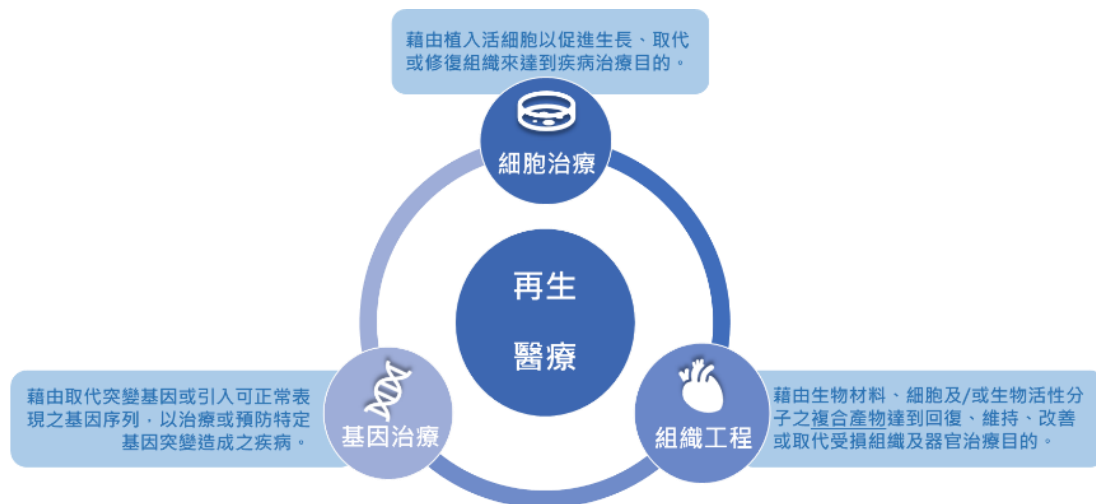 藉由植入活細胞以促進生長、取代
或修復組織來達到疾病治療目的。
細胞治療
再生
醫療
藉由取代突變基因或引入可正常表
現之基因序列，以治療或預防特定
基因突變造成之疾病。
基因治療
組織工程
藉由生物材料、細胞及/或生物活性分
子之複合產物達到回復、維持、改善
或取代受損組織及器官治療目的。